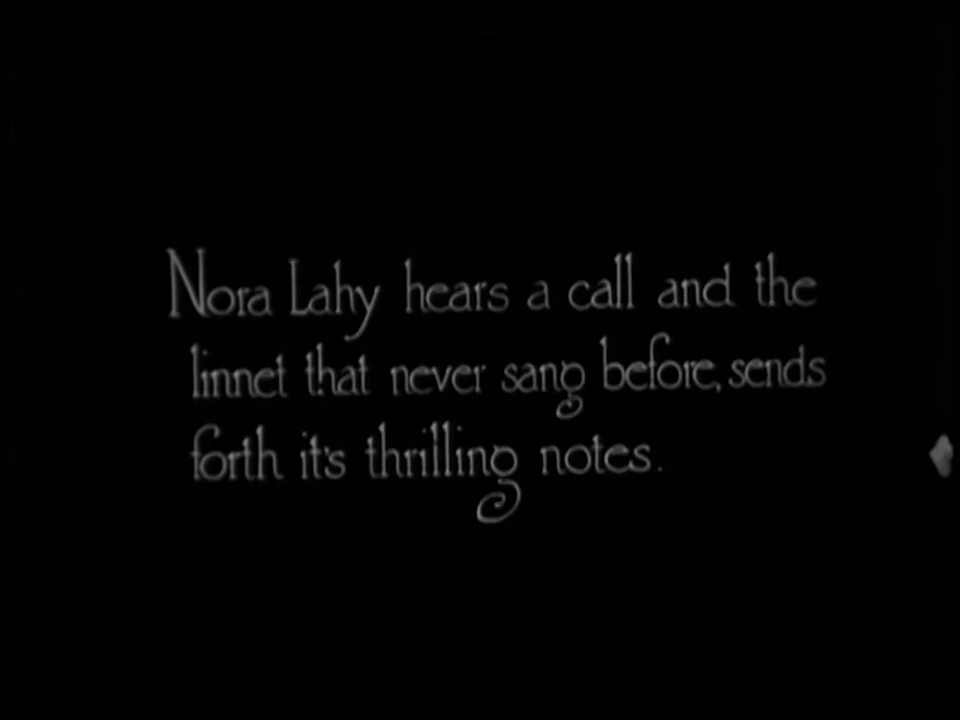 Nora Lahy hears a call and the
linnet that never sang before, sends
forth it's thrilling notes.